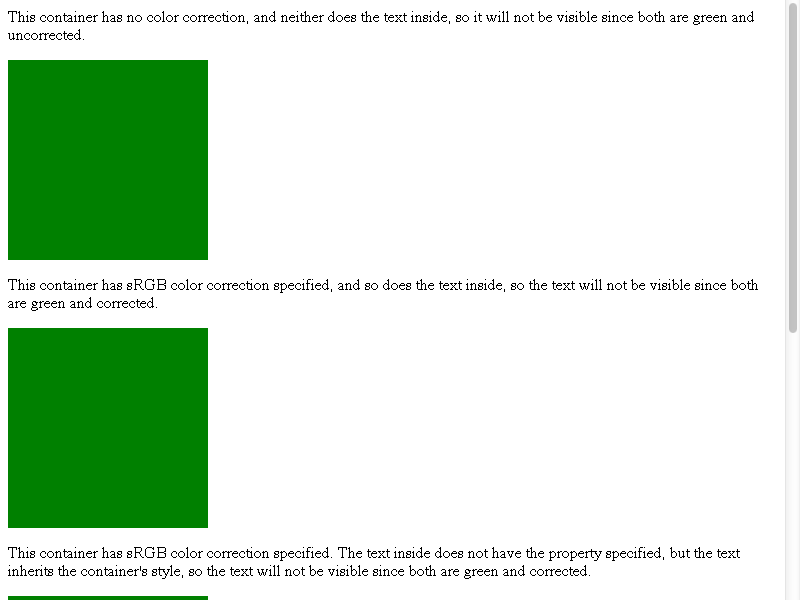 This container has no color correction, and neither does the text inside, so it will not be visible since both are green and
uncorrected.
This container has sRGB color correction specified, and so does the text inside, so the text will not be visible since both
are green and corrected.
This container has sRGB color correction specified. The text inside does not have the property specified, but the text
inherits the container's style, so the text will not be visible since both are green and corrected.